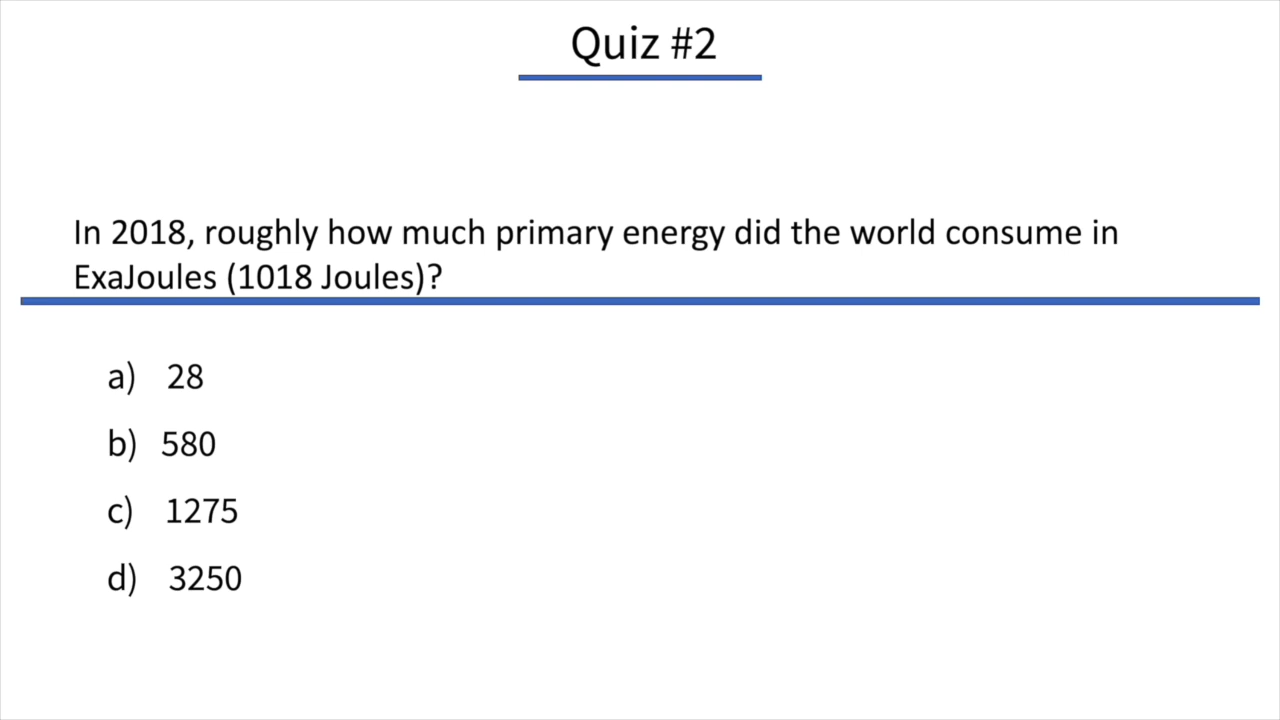 Quiz #2
In 2018, roughly how much primary energy did the world consume in
ExaJoules (1018 Joules)?
a) 28
b) 580
c) 1275
d) 3250